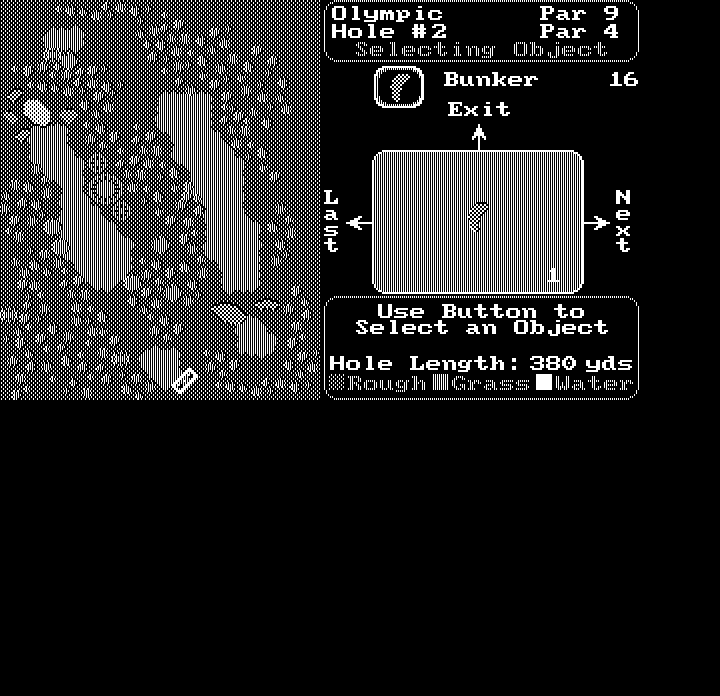 Olympic Par 9
Hole #2 Par 4
Selecting Object
Bunker 16
Exit
Last
Next
1
Use Button to
Select an Object
Hole Length: 380 yds
Rough Grass Water